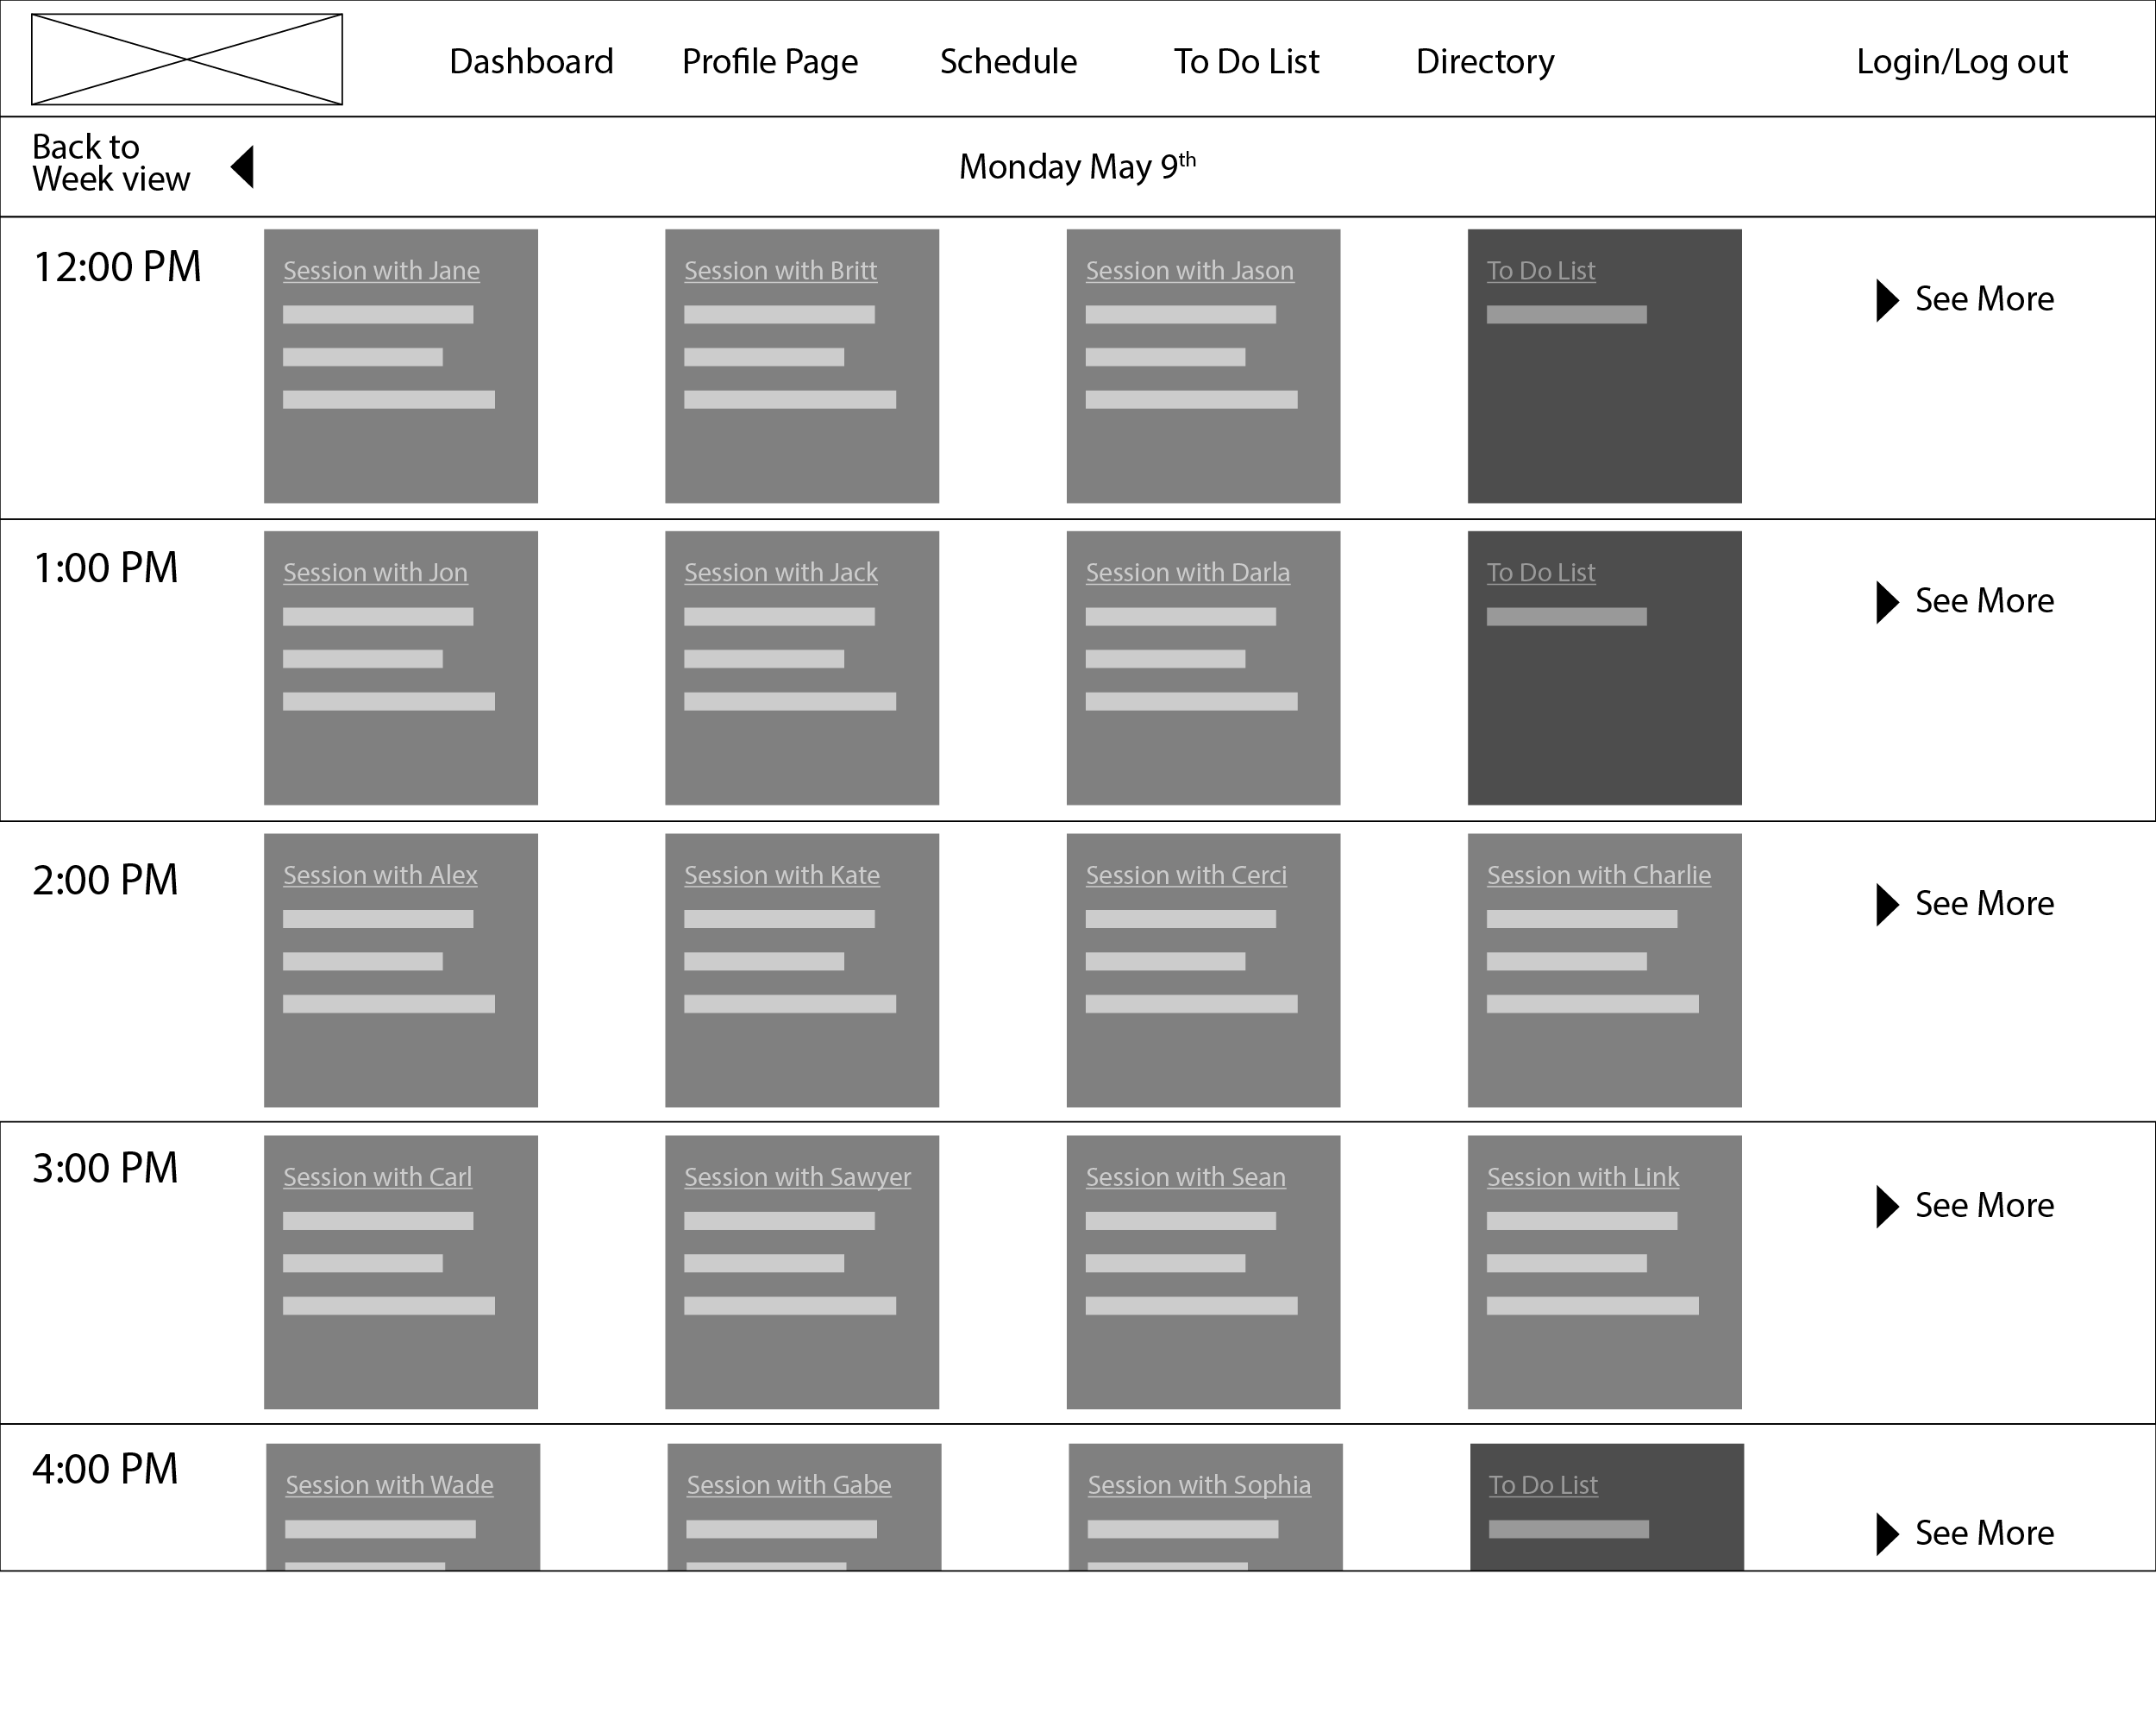 Dashboard Profile Page Schedule To Do List Directory Login/Log out
Back to
Week view
Monday May 9th
12:00 PM
Session with Jane
Session with Britt
Session with Jason
To Do List
See More
1:00 PM
Session with Jon
Session with Jack
Session with Darla
To Do List
See More
2:00 PM
Session with Alex
Session with Kate
Session with Cerci
Session with Charlie
See More
3:00 PM
Session with Carl
Session with Sawyer
Session with Sean
Session with Link
See More
4:00 PM
Session with Wade
Session with Gabe
Session with Sophia
To Do List
See More